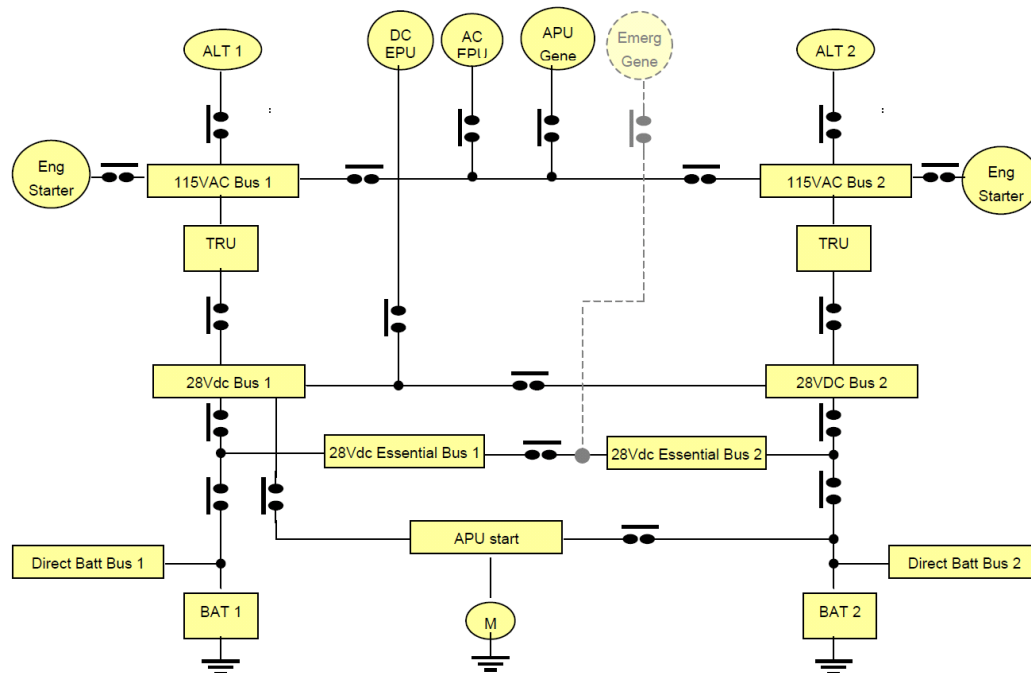 ALT 1
DC
EPU
AC
EPU
APU
Gene
Emerg
Gene
ALT 2
:
:
Eng
Starter
115VAC Bus 1
115VAC Bus 2
Eng
Starter
TRU
TRU
28Vdc Bus 1
28VDC Bus 2
28Vdc Essential Bus 1
28Vdc Essential Bus 2
APU start
Direct Batt Bus 1
Direct Batt Bus 2
BAT 1
M
BAT 2